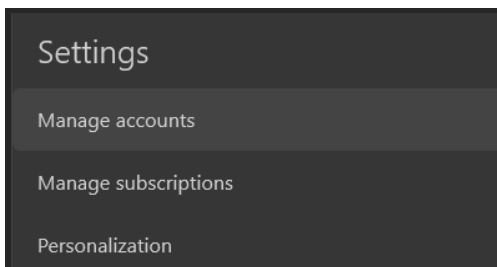 Settings
Manage accounts
Manage subscriptions
Personalization